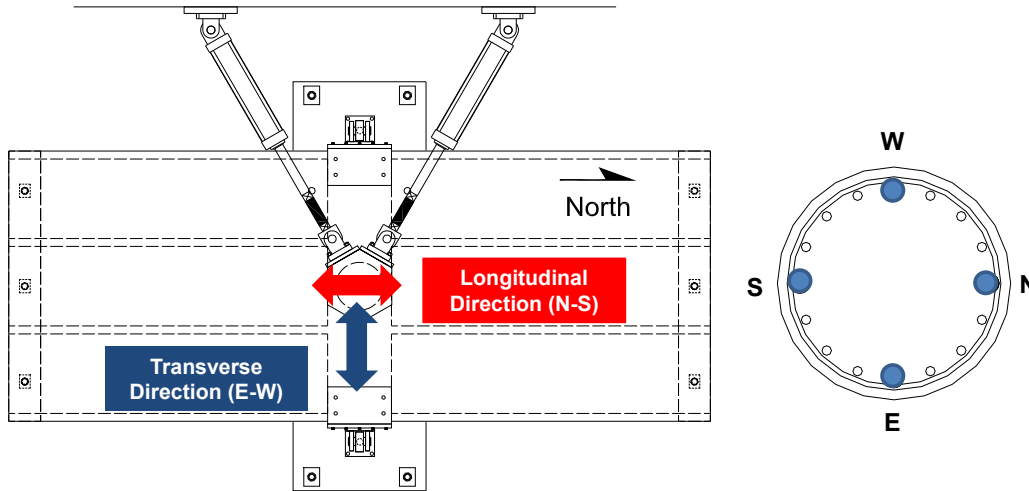 North
Longitudinal
Direction (N-S)
Transverse
Direction (E-W)
W
S
N
E